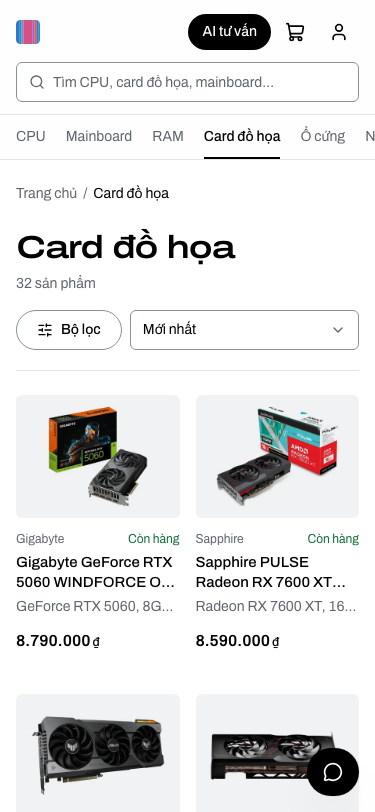 AI tư vấn
Tìm CPU, card đồ họa, mainboard...
CPU Mainboard RAM Card đồ họa Ổ cứng N
Trang chủ / Card đồ họa
Card đồ họa
32 sản phẩm
Bộ lọc
Mới nhất
Gigabyte Còn hàng
Gigabyte GeForce RTX
5060 WINDFORCE O...
GeForce RTX 5060, 8G...
8.790.000₫
Sapphire Còn hàng
Sapphire PULSE
Radeon RX 7600 XT...
Radeon RX 7600 XT, 16...
8.590.000₫